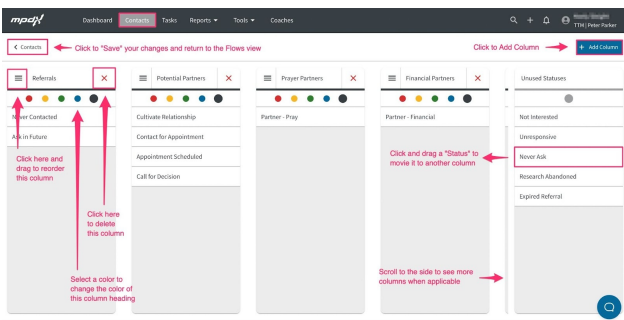 mpdX
Dashboard Contacts Tasks Reports Tools Coaches
TTM | Peter Parker
Contacts
Click to "Save" your changes and return to the Flows view
Click to Add Column
+ Add Column
Referrals
Potential Partners
Prayer Partners
Financial Partners
Unused Statuses
Never Contacted
Cultivate Relationship
Partner - Pray
Partner - Financial
Not Interested
Ask in Future
Contact for Appointment
Unresponsive
Appointment Scheduled
Never Ask
Call for Decision
Research Abandoned
Expired Referral
Click here and
drag to reorder
this column
Click here
to delete
this column
Click and drag a "Status" to
movie it to another column
Select a color to
change the color of
this column heading
Scroll to the side to see more
columns when applicable